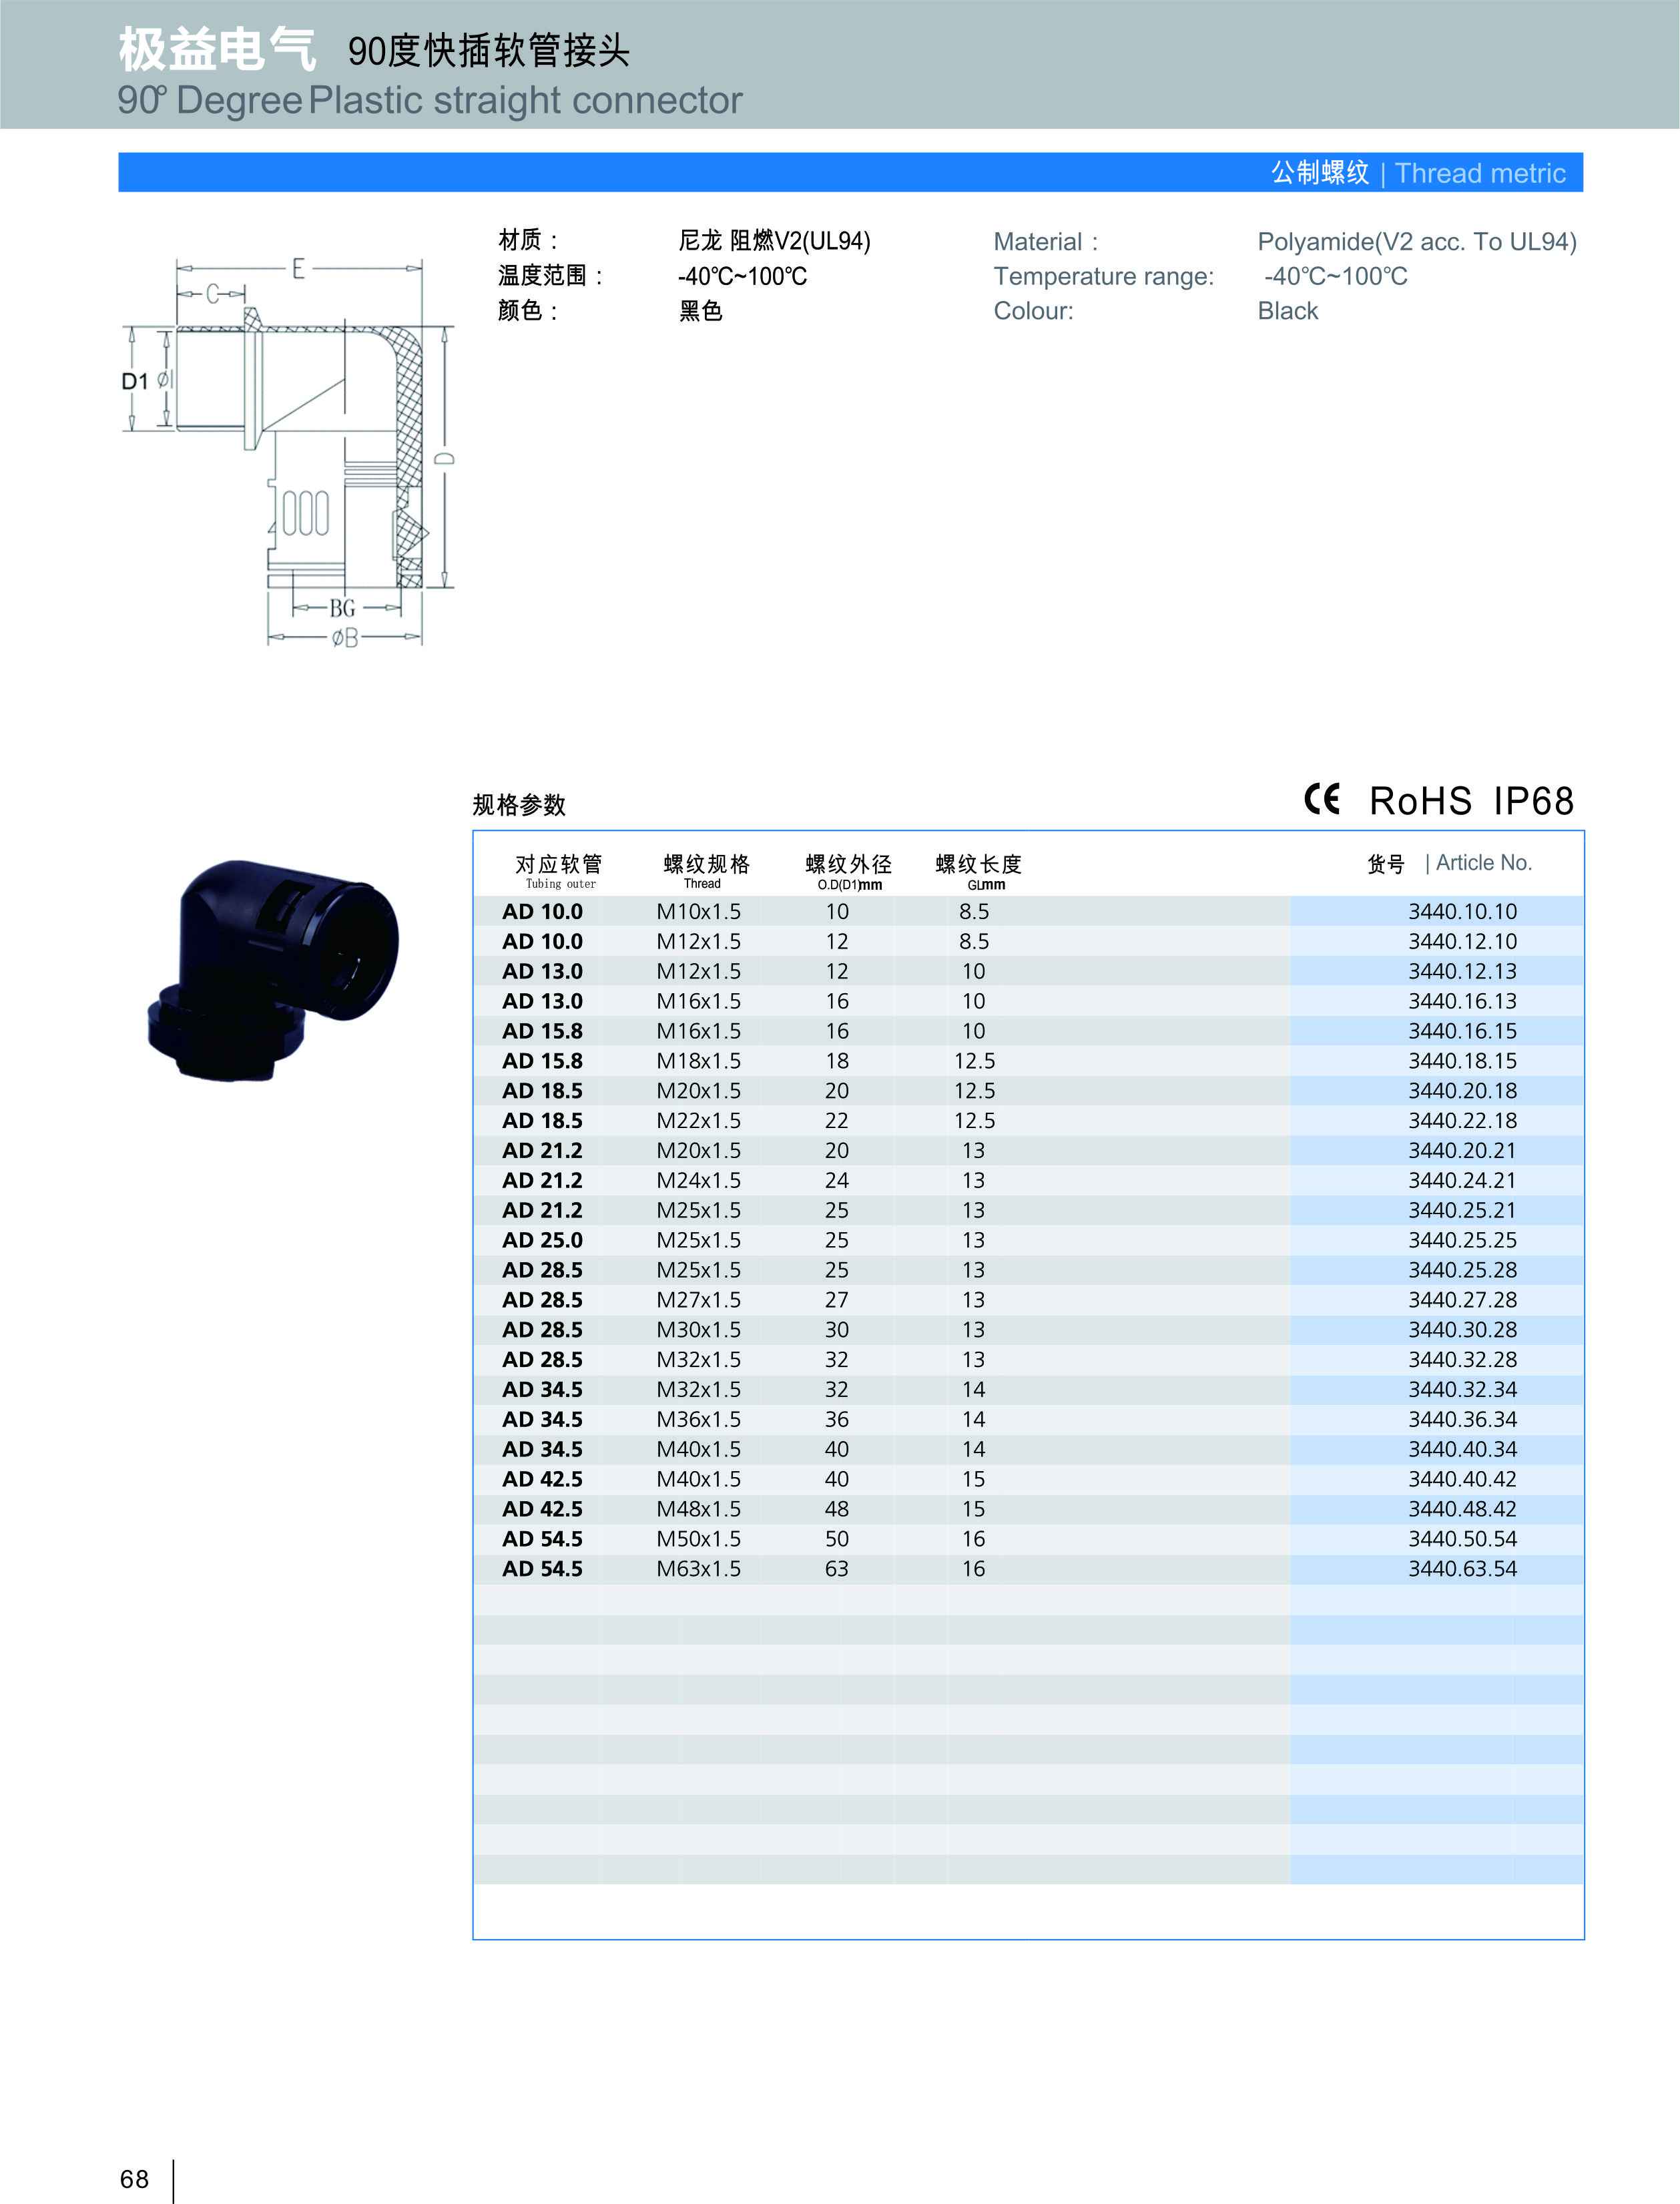 极益电气 90度快插软管接头
90° Degree Plastic straight connector
公制螺纹 | Thread metric
材质： 尼龙 阻燃V2(UL94) Material： Polyamide(V2 acc. To UL94)
温度范围： -40℃~100℃ Temperature range: -40℃~100℃
颜色： 黑色 Colour: Black
E
C
D1 øI
D
BG
øB
规格参数 CE RoHS IP68
对应软管 螺纹规格 螺纹外径 螺纹长度 货号 | Article No.
Tubing outer Thread O.D(D1)mm GLmm
AD 10.0 M10x1.5 10 8.5 3440.10.10
AD 10.0 M12x1.5 12 8.5 3440.12.10
AD 13.0 M12x1.5 12 10 3440.12.13
AD 13.0 M16x1.5 16 10 3440.16.13
AD 15.8 M16x1.5 16 10 3440.16.15
AD 15.8 M18x1.5 18 12.5 3440.18.15
AD 18.5 M20x1.5 20 12.5 3440.20.18
AD 18.5 M22x1.5 22 12.5 3440.22.18
AD 21.2 M20x1.5 20 13 3440.20.21
AD 21.2 M24x1.5 24 13 3440.24.21
AD 21.2 M25x1.5 25 13 3440.25.21
AD 25.0 M25x1.5 25 13 3440.25.25
AD 28.5 M25x1.5 25 13 3440.25.28
AD 28.5 M27x1.5 27 13 3440.27.28
AD 28.5 M30x1.5 30 13 3440.30.28
AD 28.5 M32x1.5 32 13 3440.32.28
AD 34.5 M32x1.5 32 14 3440.32.34
AD 34.5 M36x1.5 36 14 3440.36.34
AD 34.5 M40x1.5 40 14 3440.40.34
AD 42.5 M40x1.5 40 15 3440.40.42
AD 42.5 M48x1.5 48 15 3440.48.42
AD 54.5 M50x1.5 50 16 3440.50.54
AD 54.5 M63x1.5 63 16 3440.63.54
68